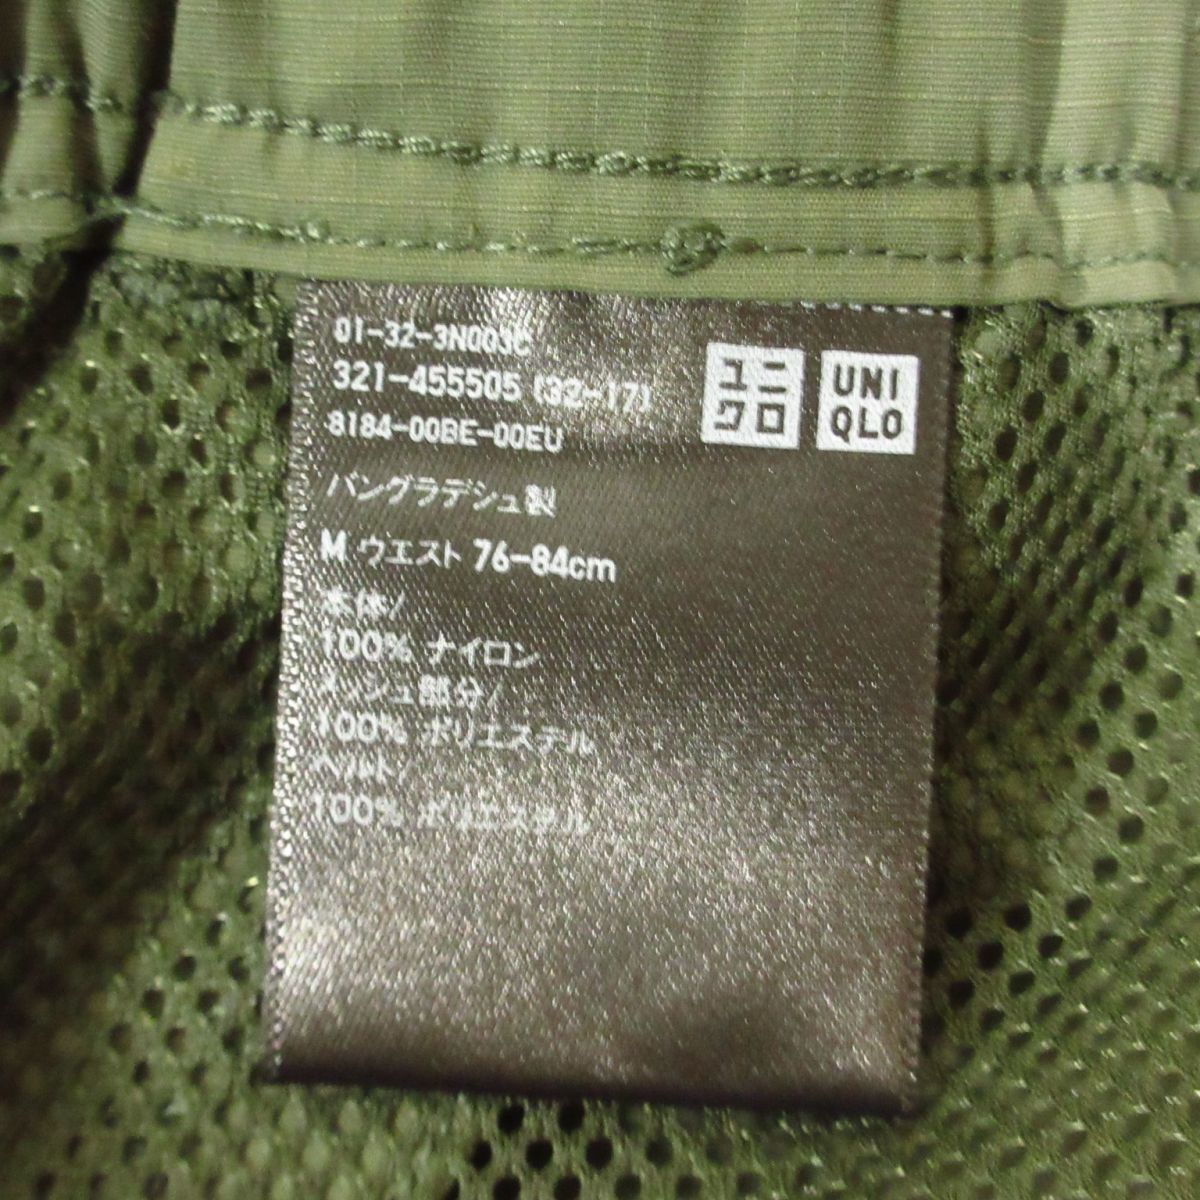 01-32-3N003C
321-455505 (32-17)
8184-00BE-00EU
ユニ
クロ
UNI
QLO
バングラデシュ製
M ウエスト 76-84cm
本体/
100% ナイロン
メッシュ部分/
100% ポリエステル
ベルト/
100% ポリエステル